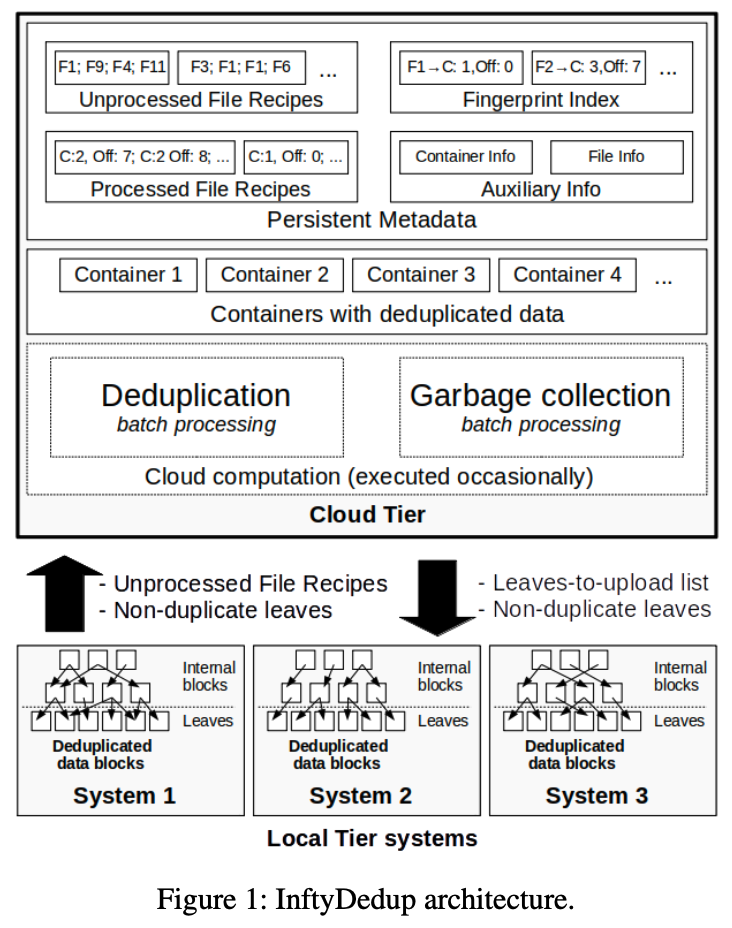 F1; F9; F4; F11
F3; F1; F1; F6
...
Unprocessed File Recipes
F1→C: 1,Off: 0
F2→C: 3,Off: 7
...
Fingerprint Index
C:2, Off: 7; C:2 Off: 8; ...
C:1, Off: 0; ...
Processed File Recipes
Container Info
File Info
Auxiliary Info
Persistent Metadata
Container 1
Container 2
Container 3
Container 4
...
Containers with deduplicated data
Deduplication
batch processing
Garbage collection
batch processing
Cloud computation (executed occasionally)
Cloud Tier
- Unprocessed File Recipes
- Non-duplicate leaves
- Leaves-to-upload list
- Non-duplicate leaves
Internal
blocks
Leaves
Deduplicated
data blocks
System 1
Internal
blocks
Leaves
Deduplicated
data blocks
System 2
Internal
blocks
Leaves
Deduplicated
data blocks
System 3
Local Tier systems
Figure 1: InftyDedup architecture.